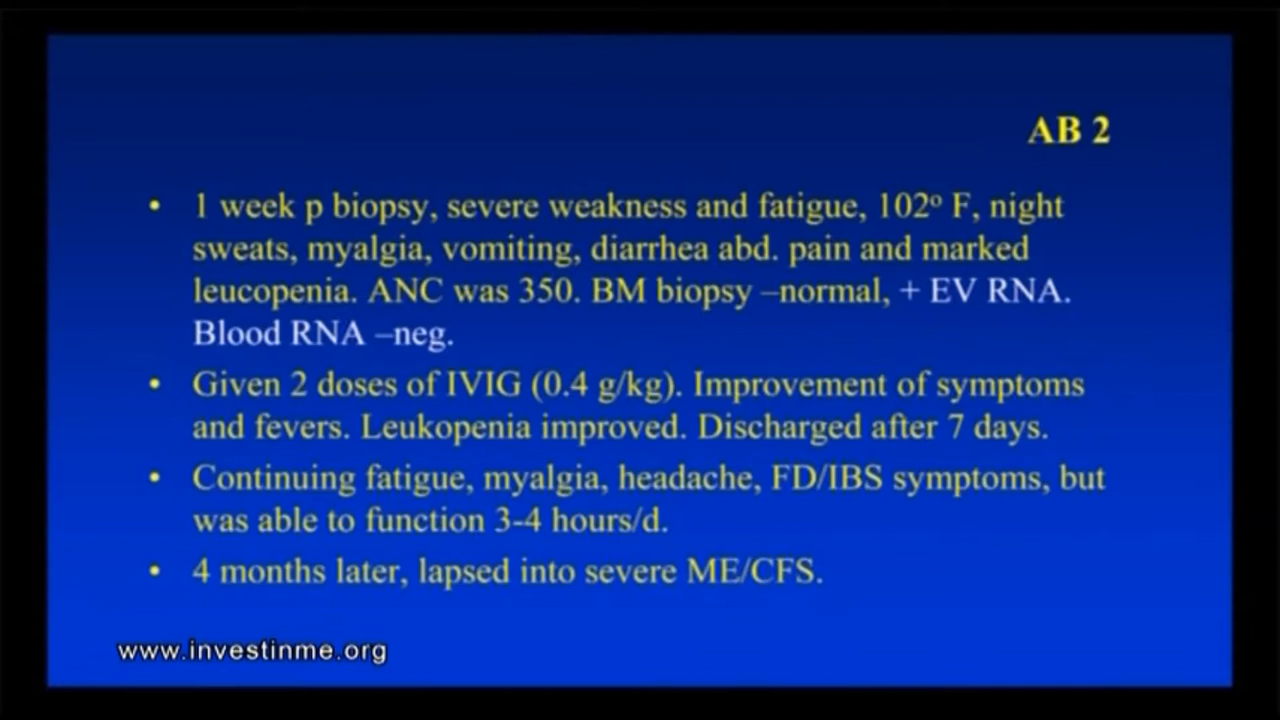 AB 2
• 1 week p biopsy, severe weakness and fatigue, 102º F, night
sweats, myalgia, vomiting, diarrhea abd. pain and marked
leucopenia. ANC was 350. BM biopsy –normal, + EV RNA.
Blood RNA –neg.
• Given 2 doses of IVIG (0.4 g/kg). Improvement of symptoms
and fevers. Leukopenia improved. Discharged after 7 days.
• Continuing fatigue, myalgia, headache, FD/IBS symptoms, but
was able to function 3-4 hours/d.
• 4 months later, lapsed into severe ME/CFS.
www.investinme.org